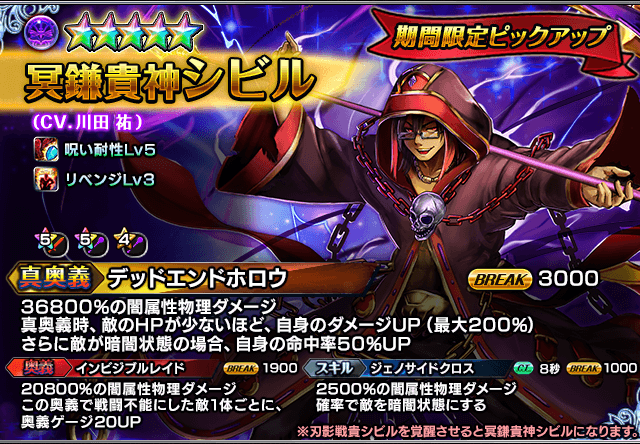 期間限定ピックアップ
冥鎌貴神シビル
(CV.川田 祐)
呪い耐性Lv5
リベンジLv3
5 5 4
真奥義 デッドエンドホロウ BREAK 3000
36800%の闇属性物理ダメージ
真奥義時、敵のHPが少ないほど、自身のダメージUP(最大200%)
さらに敵が暗闇状態の場合、自身の命中率50%UP
奥義 インビジブルレイド BREAK 1900
20800%の闇属性物理ダメージ
この奥義で戦闘不能にした敵1体ごとに、
奥義ゲージ20UP
スキル ジェノサイドクロス C.T. 8秒 BREAK 1000
2500%の闇属性物理ダメージ
確率で敵を暗闇状態にする
※刃影戦貴シビルを覚醒させると冥鎌貴神シビルになります。